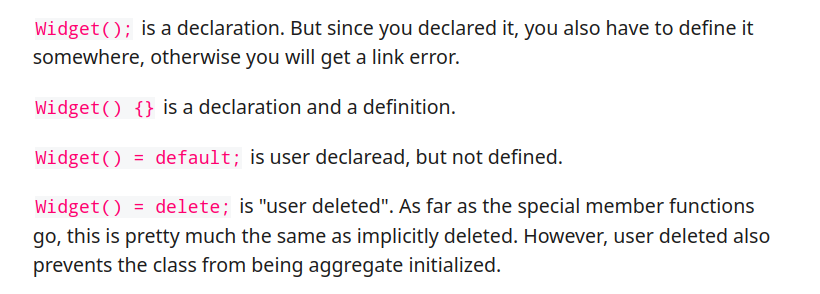 Widget(); is a declaration. But since you declared it, you also have to define it
somewhere, otherwise you will get a link error.
Widget() {} is a declaration and a definition.
Widget() = default; is user declaread, but not defined.
Widget() = delete; is "user deleted". As far as the special member functions
go, this is pretty much the same as implicitly deleted. However, user deleted also
prevents the class from being aggregate initialized.